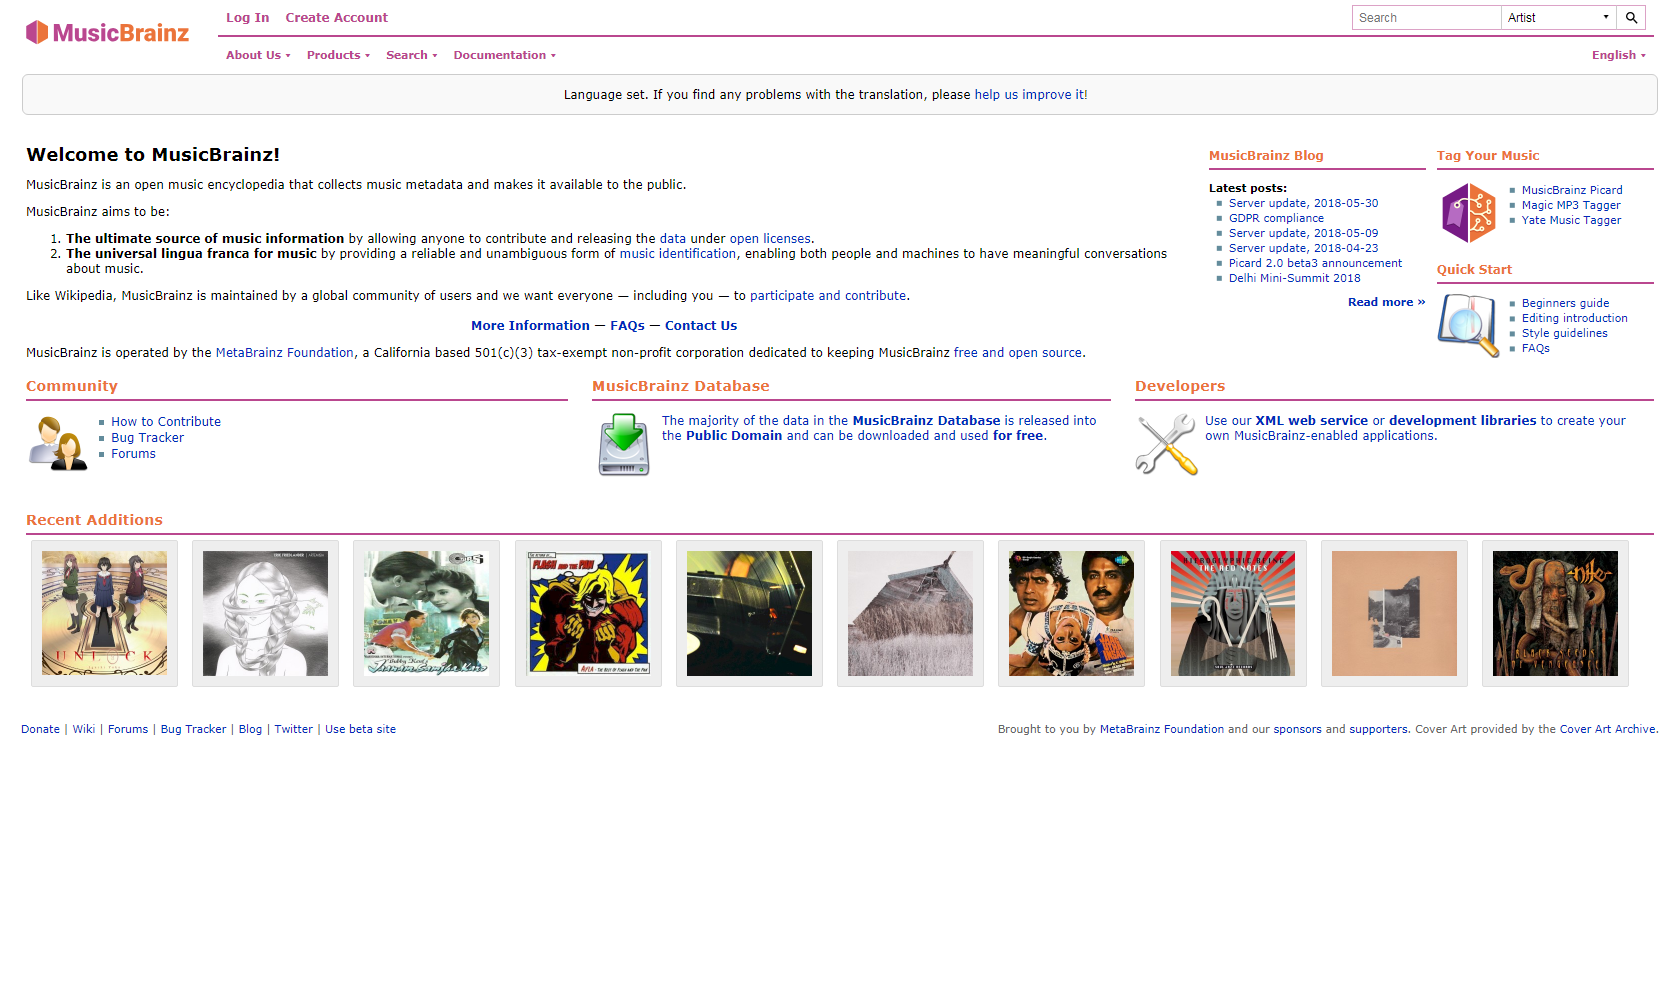 MusicBrainz
Log In Create Account
Search Artist
About Us Products Search Documentation
English
Language set. If you find any problems with the translation, please help us improve it!
Welcome to MusicBrainz!
MusicBrainz is an open music encyclopedia that collects music metadata and makes it available to the public.
MusicBrainz aims to be:
1. The ultimate source of music information by allowing anyone to contribute and releasing the data under open licenses.
2. The universal lingua franca for music by providing a reliable and unambiguous form of music identification, enabling both people and machines to have meaningful conversations
about music.
Like Wikipedia, MusicBrainz is maintained by a global community of users and we want everyone — including you — to participate and contribute.
More Information — FAQs — Contact Us
MusicBrainz is operated by the MetaBrainz Foundation, a California based 501(c)(3) tax-exempt non-profit corporation dedicated to keeping MusicBrainz free and open source.
MusicBrainz Blog
Latest posts:
Server update, 2018-05-30
GDPR compliance
Server update, 2018-05-09
Server update, 2018-04-23
Picard 2.0 beta3 announcement
Delhi Mini-Summit 2018
Read more »
Tag Your Music
MusicBrainz Picard
Magic MP3 Tagger
Yate Music Tagger
Quick Start
Beginners guide
Editing introduction
Style guidelines
FAQs
Community
How to Contribute
Bug Tracker
Forums
MusicBrainz Database
The majority of the data in the MusicBrainz Database is released into
the Public Domain and can be downloaded and used for free.
Developers
Use our XML web service or development libraries to create your
own MusicBrainz-enabled applications.
Recent Additions
UNLOCK
FLASH AND THE PAN
THE RED NOTES
nile
Donate | Wiki | Forums | Bug Tracker | Blog | Twitter | Use beta site
Brought to you by MetaBrainz Foundation and our sponsors and supporters. Cover Art provided by the Cover Art Archive.